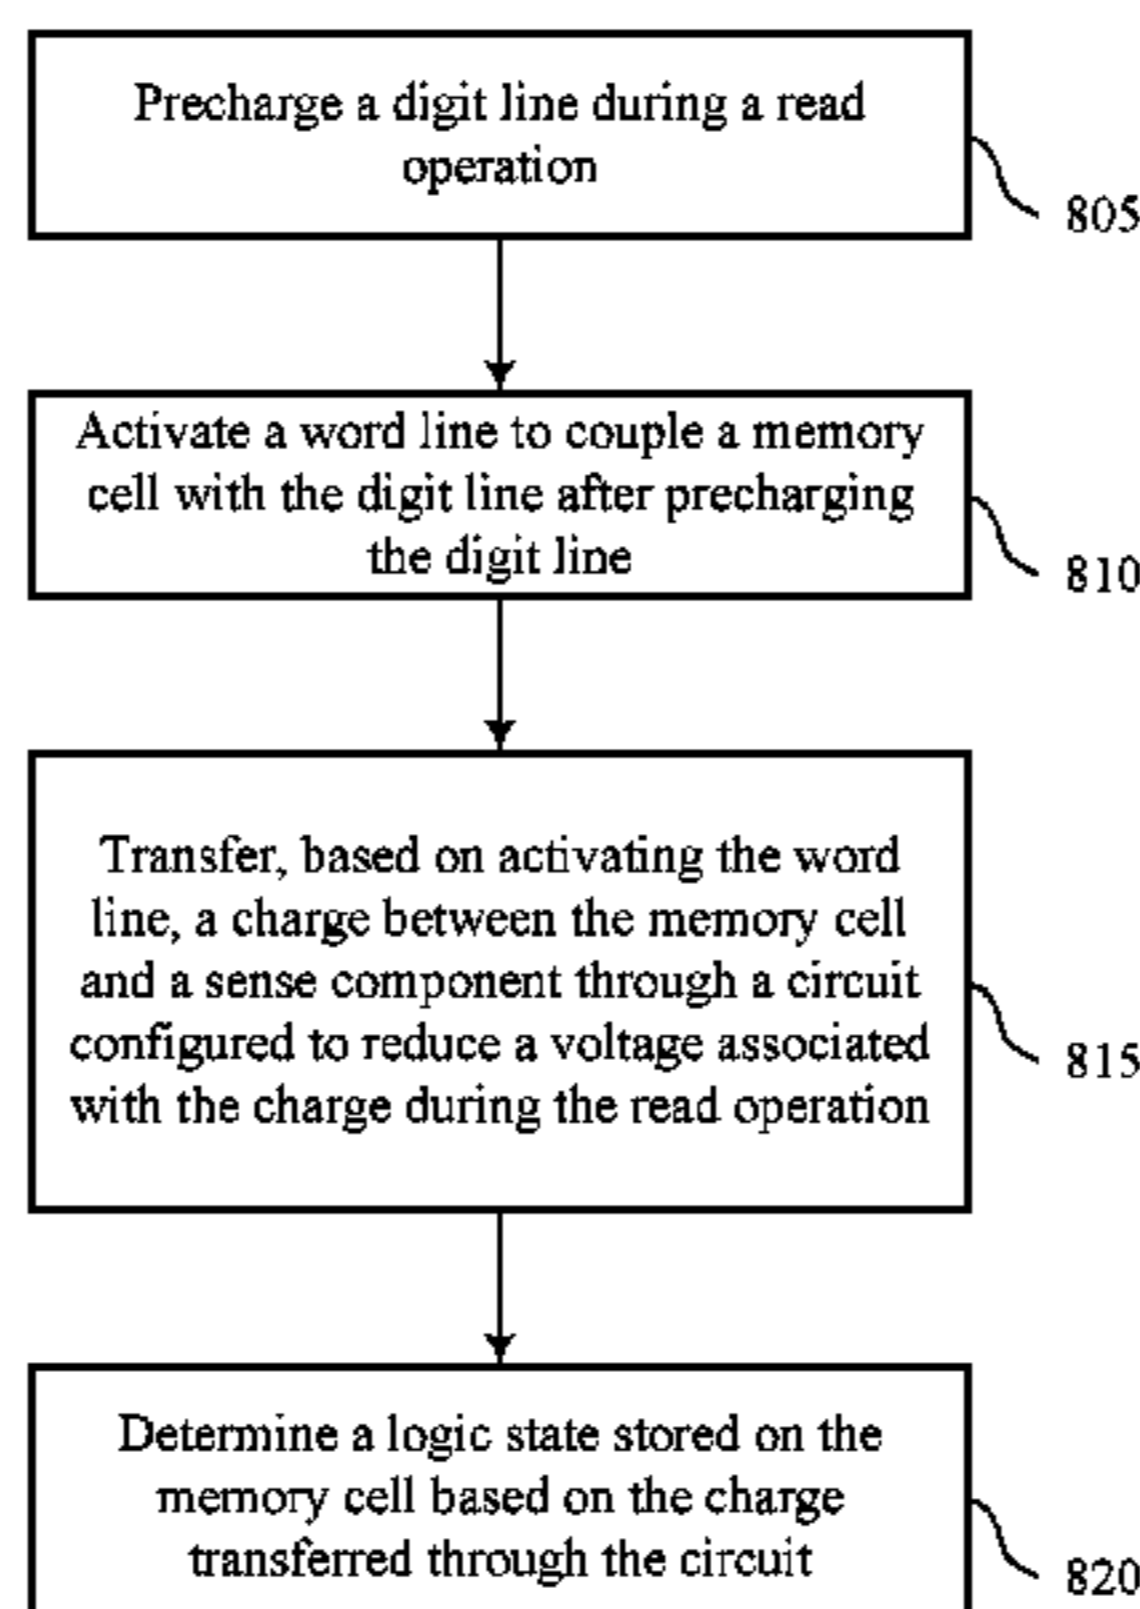 Precharge a digit line during a read
operation
805
Activate a word line to couple a memory
cell with the digit line after precharging
the digit line
810
Transfer, based on activating the word
line, a charge between the memory cell
and a sense component through a circuit
configured to reduce a voltage associated
with the charge during the read operation
815
Determine a logic state stored on the
memory cell based on the charge
transferred through the circuit
820